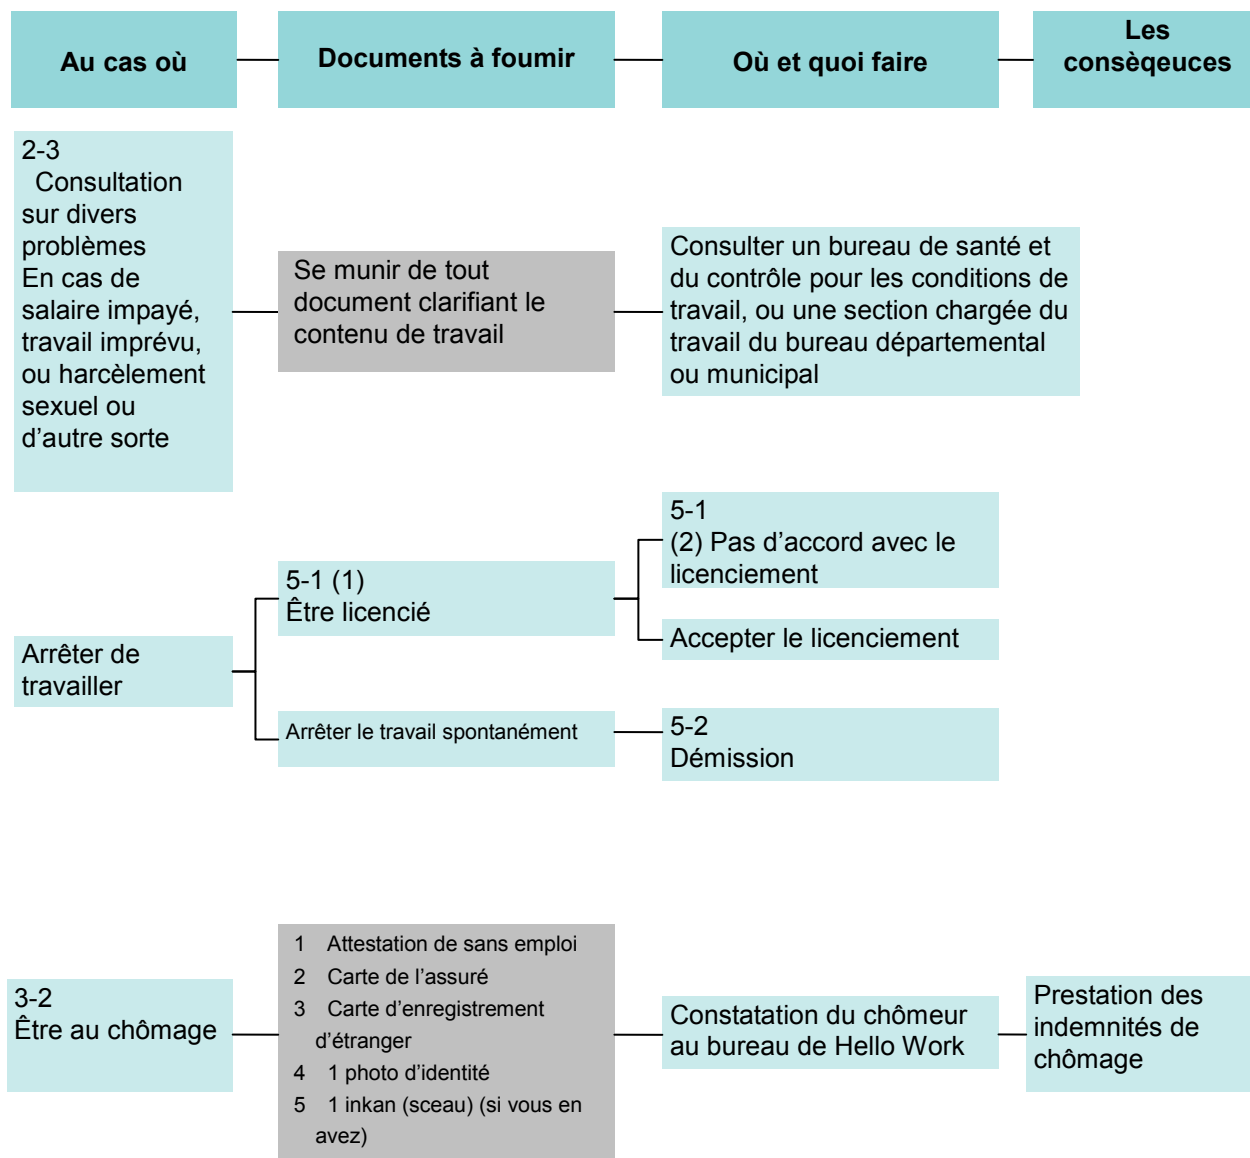 Au cas où
Documents à foumir
Où et quoi faire
Les
consèqeuces
2-3
Consultation
sur divers
problèmes
En cas de
salaire impayé,
travail imprévu,
ou harcèlement
sexuel ou
d’autre sorte
Se munir de tout
document clarifiant le
contenu de travail
Consulter un bureau de santé et
du contrôle pour les conditions de
travail, ou une section chargée du
travail du bureau départemental
ou municipal
Arrêter de
travailler
5-1 (1)
Être licencié
5-1
(2) Pas d’accord avec le
licenciement
Accepter le licenciement
Arrêter le travail spontanément
5-2
Démission
3-2
Être au chômage
1 Attestation de sans emploi
2 Carte de l’assuré
3 Carte d’enregistrement
d’étranger
4 1 photo d’identité
5 1 inkan (sceau) (si vous en
avez)
Constatation du chômeur
au bureau de Hello Work
Prestation des
indemnités de
chômage